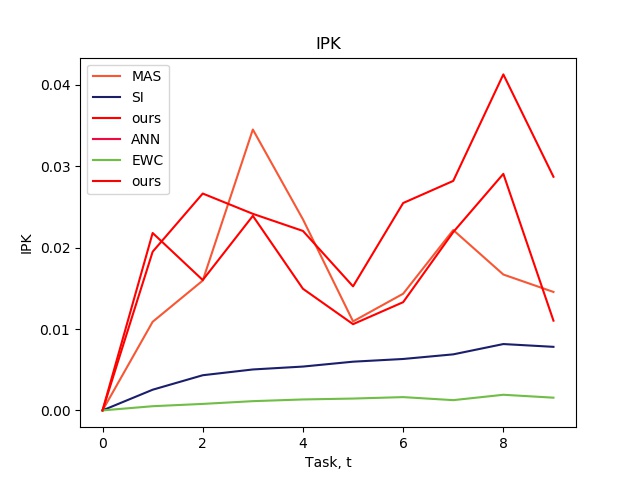 IPK
MAS
SI
ours
ANN
EWC
ours
0.04
0.03
0.02
0.01
0.00
IPK
0
2
4
6
8
Task, t